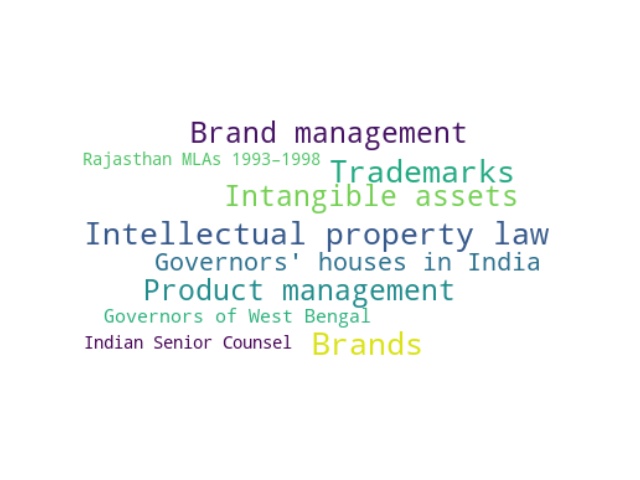 Brand management
Rajasthan MLAs 1993–1998
Trademarks
Intangible assets
Intellectual property law
Governors' houses in India
Product management
Governors of West Bengal
Indian Senior Counsel
Brands